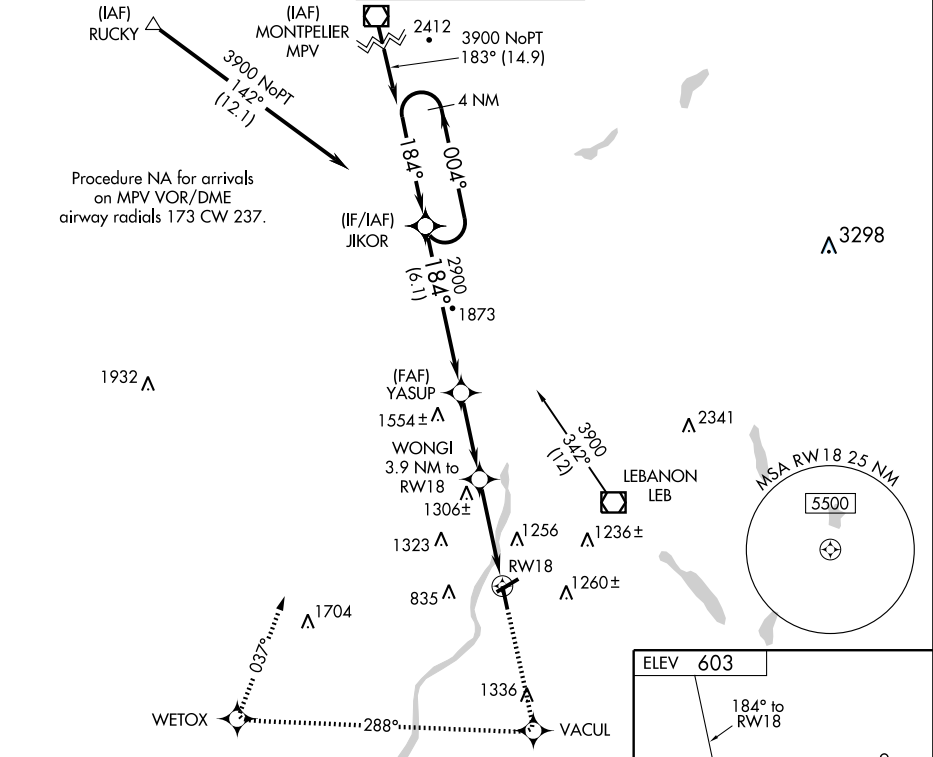 (IAF)
RUCKY
(IAF)
MONTPELIER
MPV
2412
3900 NoPT
183° (14.9)
3900 NoPT
142°
(12.1)
4 NM
184°
004°
Procedure NA for arrivals
on MPV VOR/DME
airway radials 173 CW 237.
(IF/IAF)
JIKOR
3298
2900
184°
(6.1)
1873
1932
(FAF)
YASUP
1554±
2341
3900
342°
(12)
WONGI
3.9 NM to
RW18
LEBANON
LEB
MSA RW18 25 NM
5500
1306±
1323
1256
1236±
RW18
835
1260±
1704
037°
ELEV 603
1336
184° to
RW18
WETOX
288°
VACUL